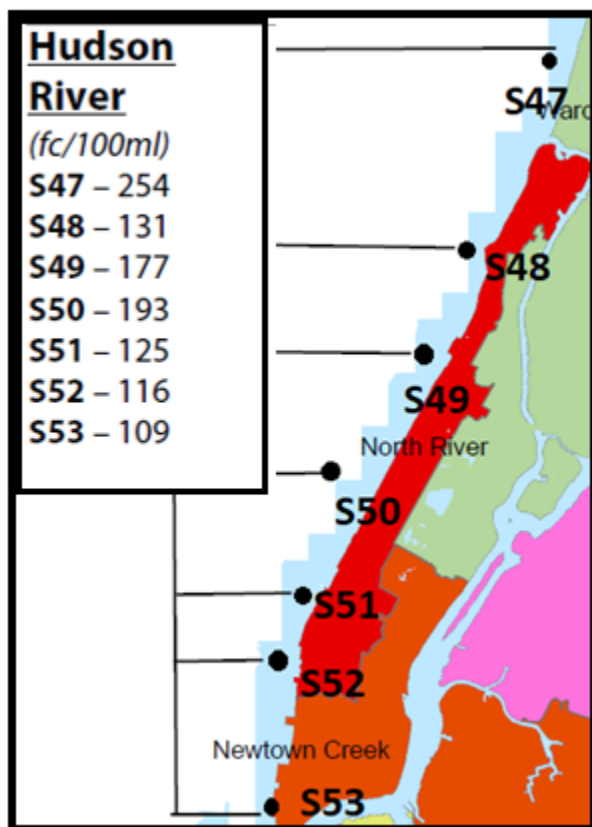 Hudson
River
(fc/100ml)
S47 – 254
S48 – 131
S49 – 177
S50 – 193
S51 – 125
S52 – 116
S53 – 109
S47
S48
S49
North River
S50
S51
S52
Newtown Creek
S53